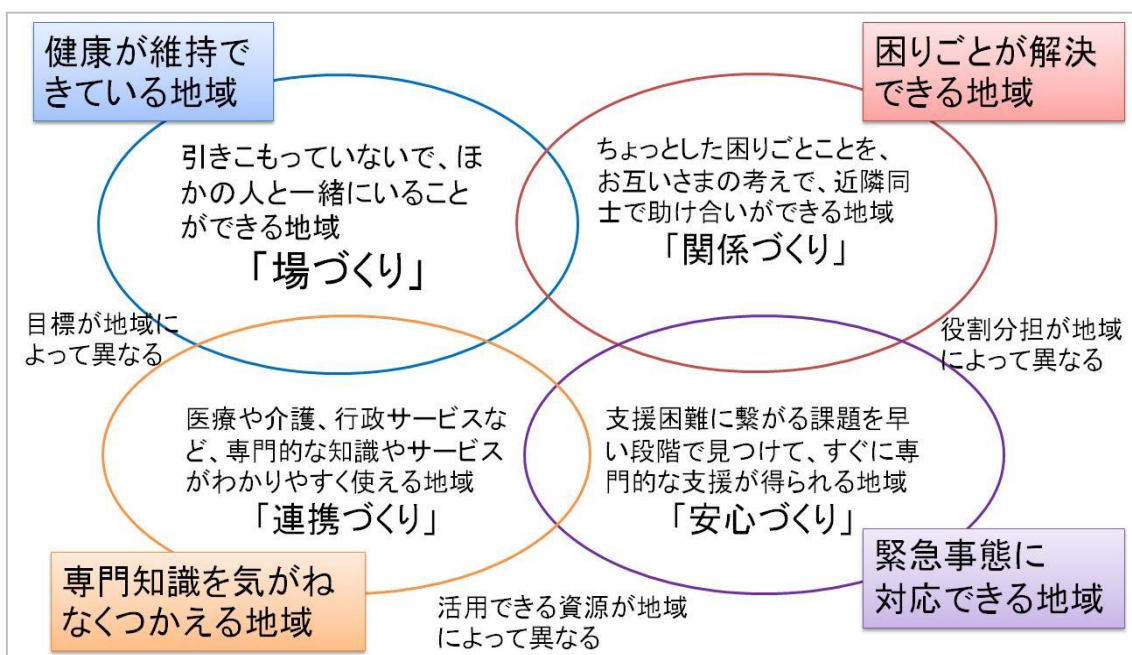 健康が維持で
きている地域
困りごとが解決
できる地域
引きこもっていないで、ほ
かの人と一緒にいること
ができる地域
「場づくり」
ちょっとした困りごとことを、
お互いさまの考えで、近隣同
士で助け合いができる地域
「関係づくり」
目標が地域に
よって異なる
役割分担が地域
によって異なる
医療や介護、行政サービスな
ど、専門的な知識やサービス
がわかりやすく使える地域
「連携づくり」
支援困難に繋がる課題を早
い段階で見つけて、すぐに専
門的な支援が得られる地域
「安心づくり」
専門知識を気がね
なくつかえる地域
活用できる資源が地域
によって異なる
緊急事態に
対応できる地域